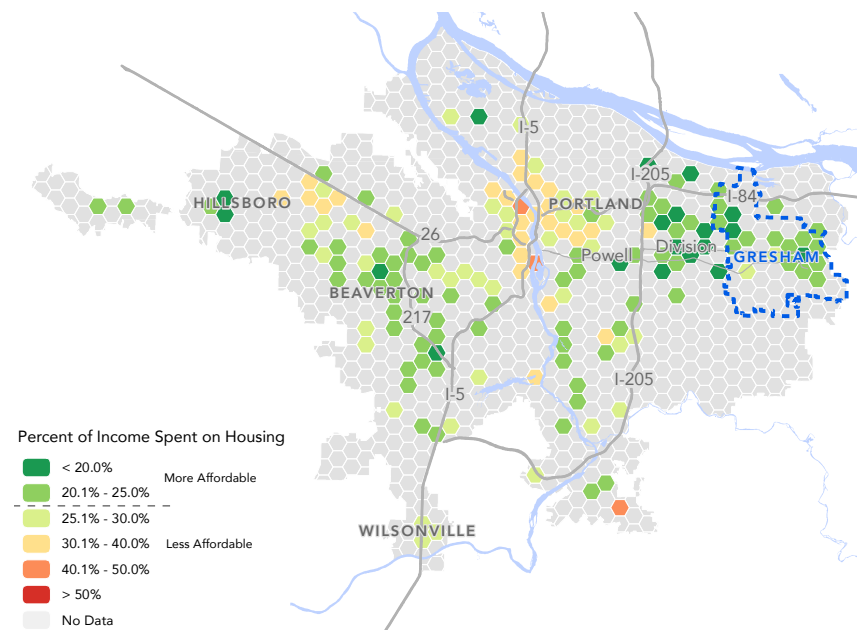 I-5
I-205
I-84
HILLSBORO
PORTLAND
26
Division
Powell
GRESHAM
BEAVERTON
217
I-205
I-5
Percent of Income Spent on Housing
< 20.0%
More Affordable
20.1% - 25.0%
25.1% - 30.0%
30.1% - 40.0%
Less Affordable
40.1% - 50.0%
> 50%
No Data
WILSONVILLE